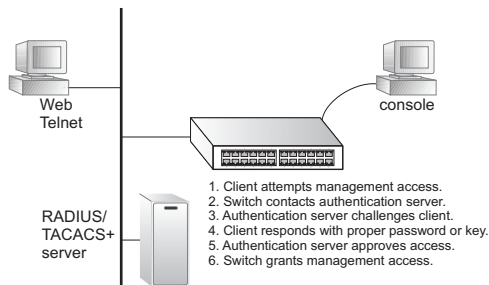 Web
Telnet
console
1. Client attempts management access.
2. Switch contacts authentication server.
3. Authentication server challenges client.
4. Client responds with proper password or key.
5. Authentication server approves access.
6. Switch grants management access.
RADIUS/
TACACS+
server